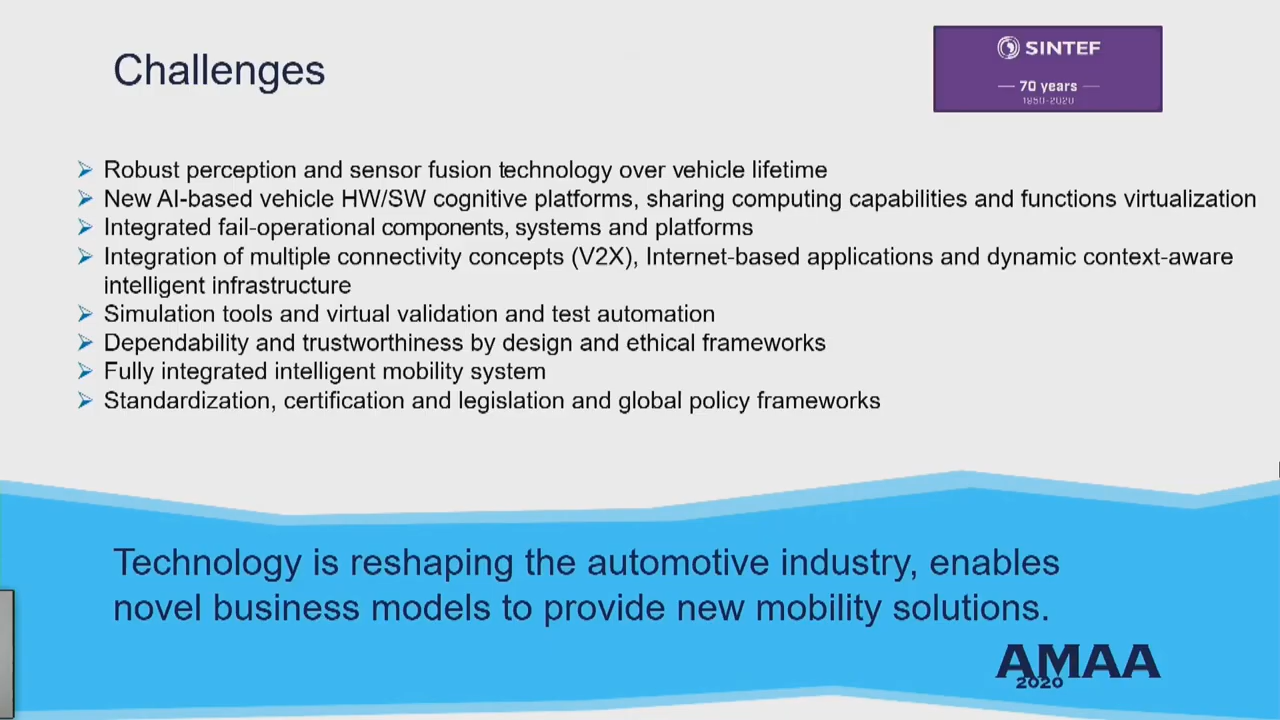 Challenges
SINTEF
70 years
1950-2020
Robust perception and sensor fusion technology over vehicle lifetime
New AI-based vehicle HW/SW cognitive platforms, sharing computing capabilities and functions virtualization
Integrated fail-operational components, systems and platforms
Integration of multiple connectivity concepts (V2X), Internet-based applications and dynamic context-aware
intelligent infrastructure
Simulation tools and virtual validation and test automation
Dependability and trustworthiness by design and ethical frameworks
Fully integrated intelligent mobility system
Standardization, certification and legislation and global policy frameworks
Technology is reshaping the automotive industry, enables
novel business models to provide new mobility solutions.
AMAA
2020